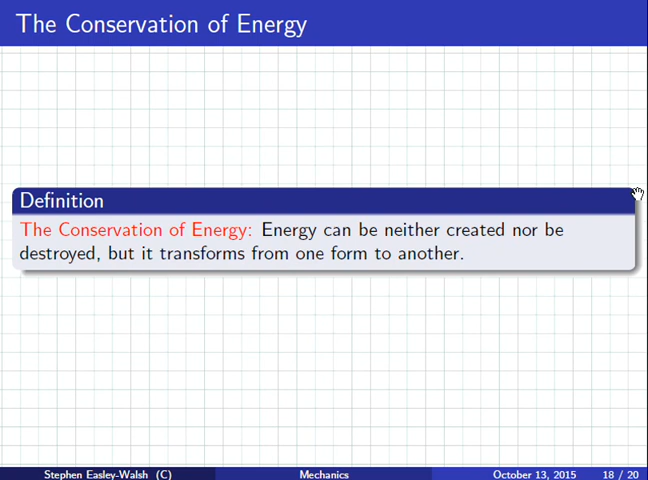 The Conservation of Energy
Definition
The Conservation of Energy: Energy can be neither created nor be
destroyed, but it transforms from one form to another.
Stephen Easley-Walsh (C) Mechanics October 13, 2015 18 / 20